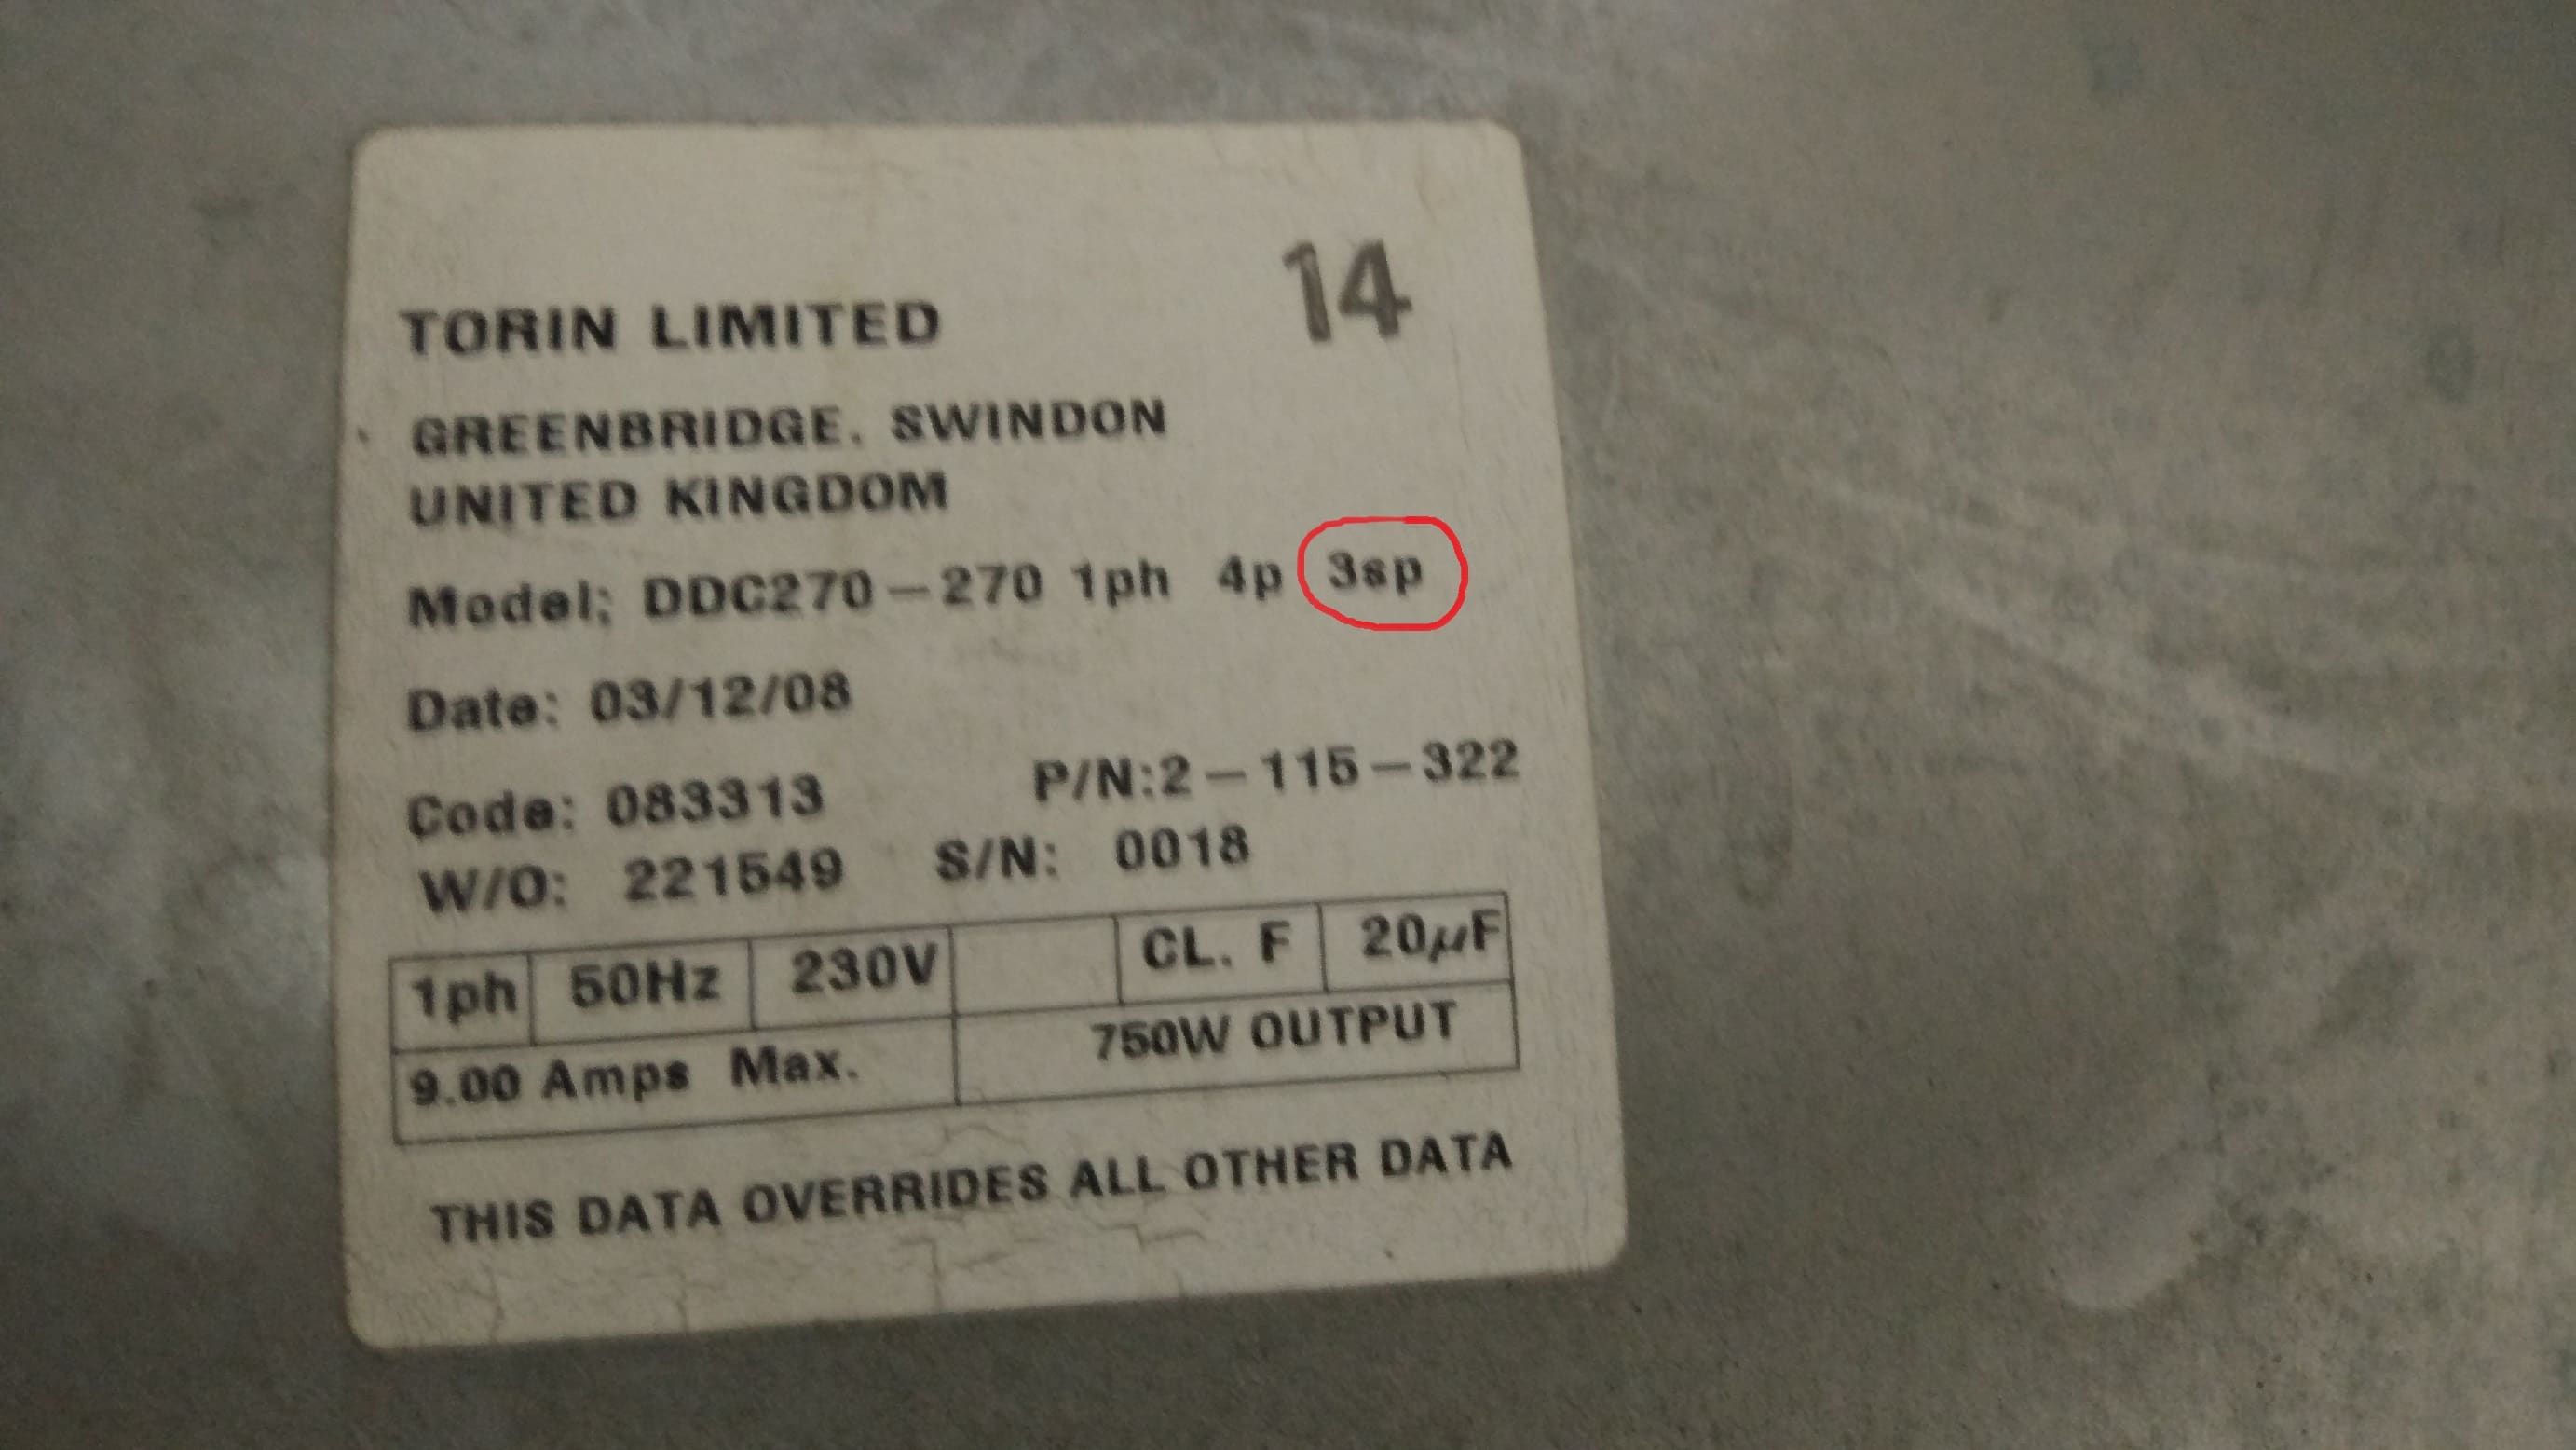 14
TORIN LIMITED
GREENBRIDGE. SWINDON
UNITED KINGDOM
Model; DDC270-270 1ph 4p 3sp
Date: 03/12/08
Code: 083313 P/N:2-115-322
W/O: 221549 S/N: 0018
1ph 50Hz 230V CL. F 20µF
9.00 Amps Max. 750W OUTPUT
THIS DATA OVERRIDES ALL OTHER DATA